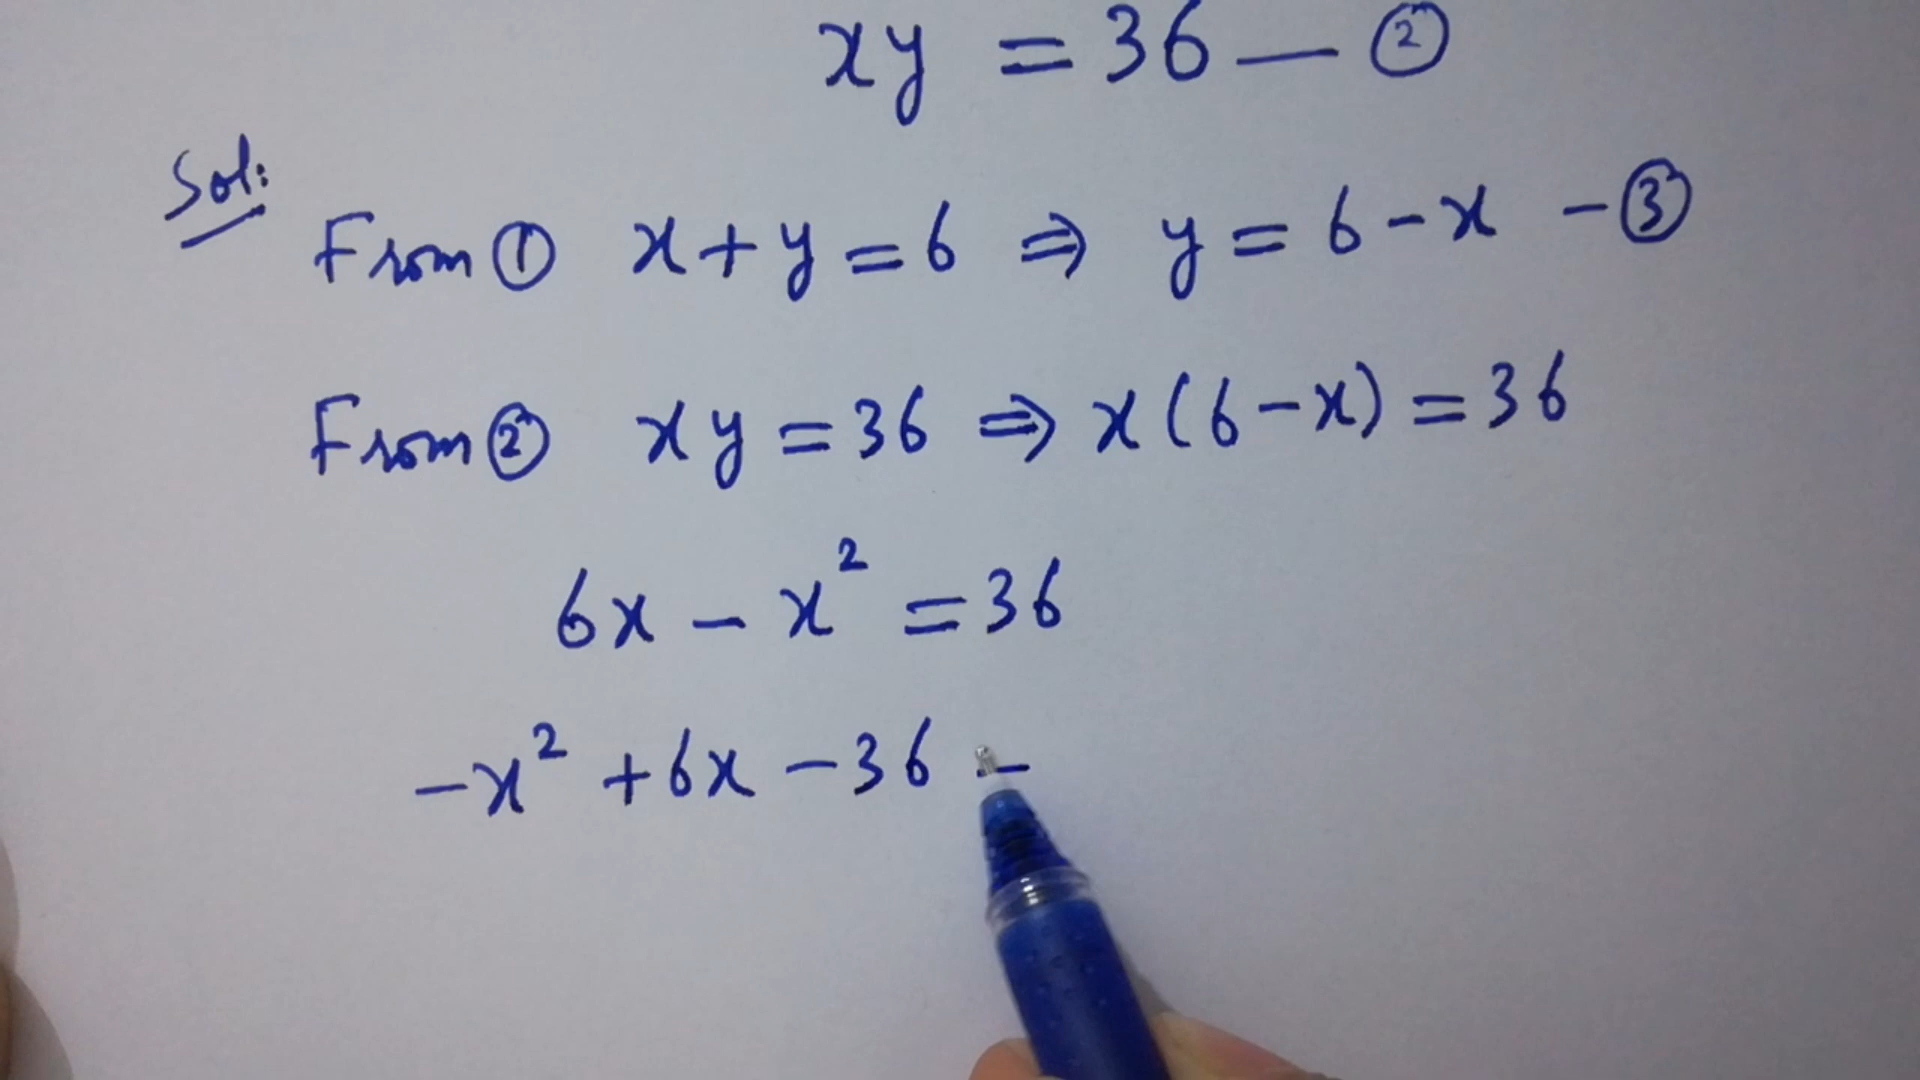 xy = 36 — ②
Sol:
From ① x + y = 6 ⇒ y = 6 - x - ③
From ② xy = 36 ⇒ x(6 - x) = 36
6x - x² = 36
-x² + 6x - 36 -